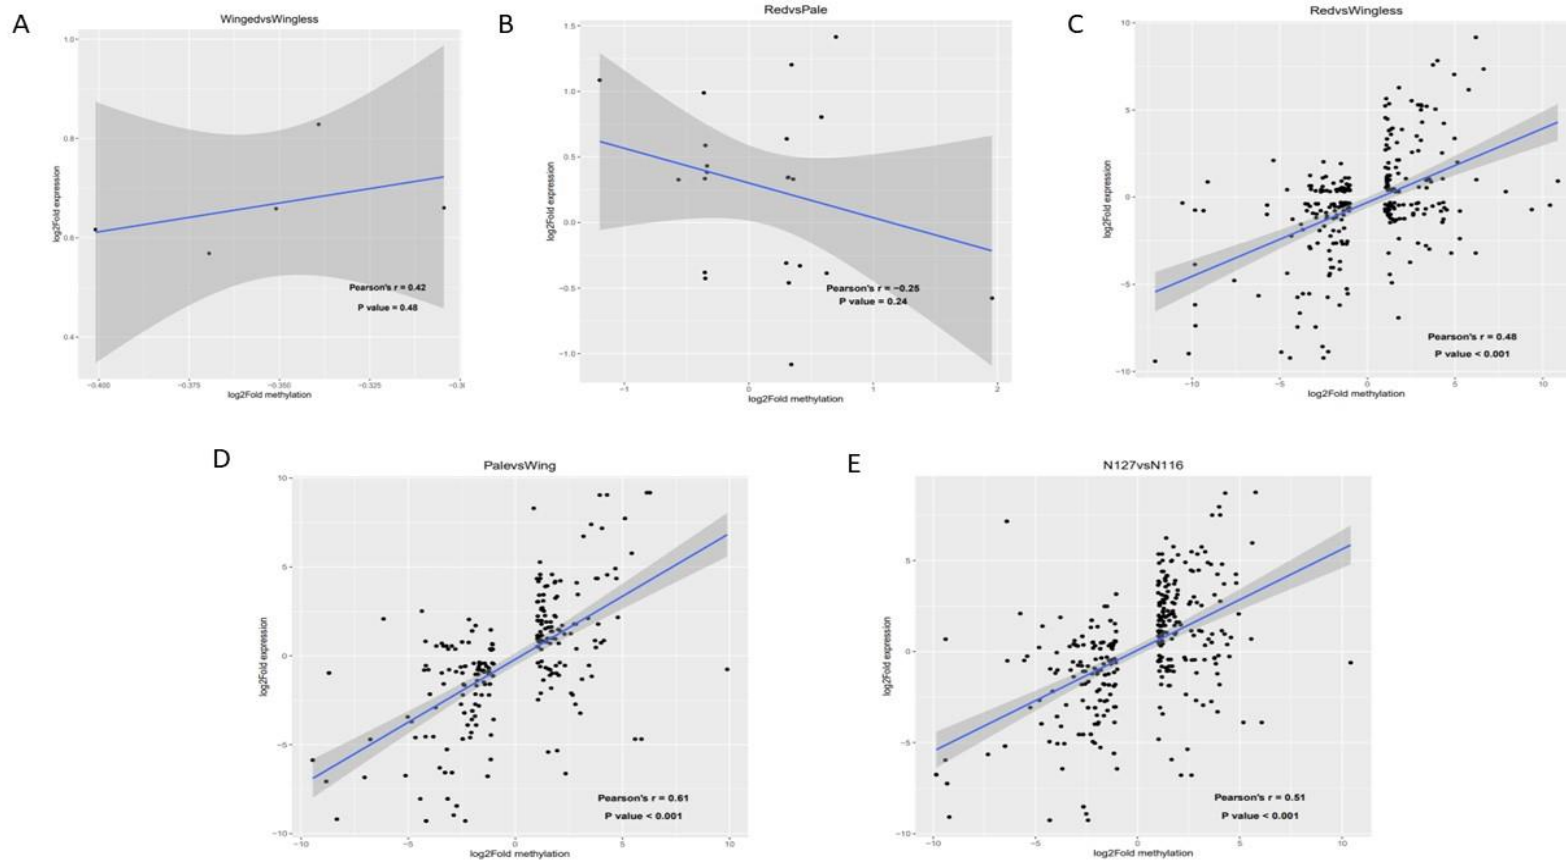 A
WingedvsWingless
1.0
0.8
0.6
0.4
log2Fold expression
Pearson's r = 0.42
P value = 0.48
−0.400
−0.375
−0.350
−0.325
−0.30
log2Fold methylation
B
RedvsPale
1.5
1.0
0.5
0.0
−0.5
−1.0
log2Fold expression
Pearson's r = −0.25
P value = 0.24
−1
0
1
2
log2Fold methylation
C
RedvsWingless
10
5
0
−5
−10
log2Fold expression
Pearson's r = 0.48
P value < 0.001
−10
−5
0
5
10
log2Fold methylation
D
PalevsWing
10
5
0
−5
−10
log2Fold expression
Pearson's r = 0.61
P value < 0.001
−10
−5
0
5
10
log2Fold methylation
E
N127vsN116
5
0
−5
−10
log2Fold expression
Pearson's r = 0.51
P value < 0.001
−10
−5
0
5
10
log2Fold methylation